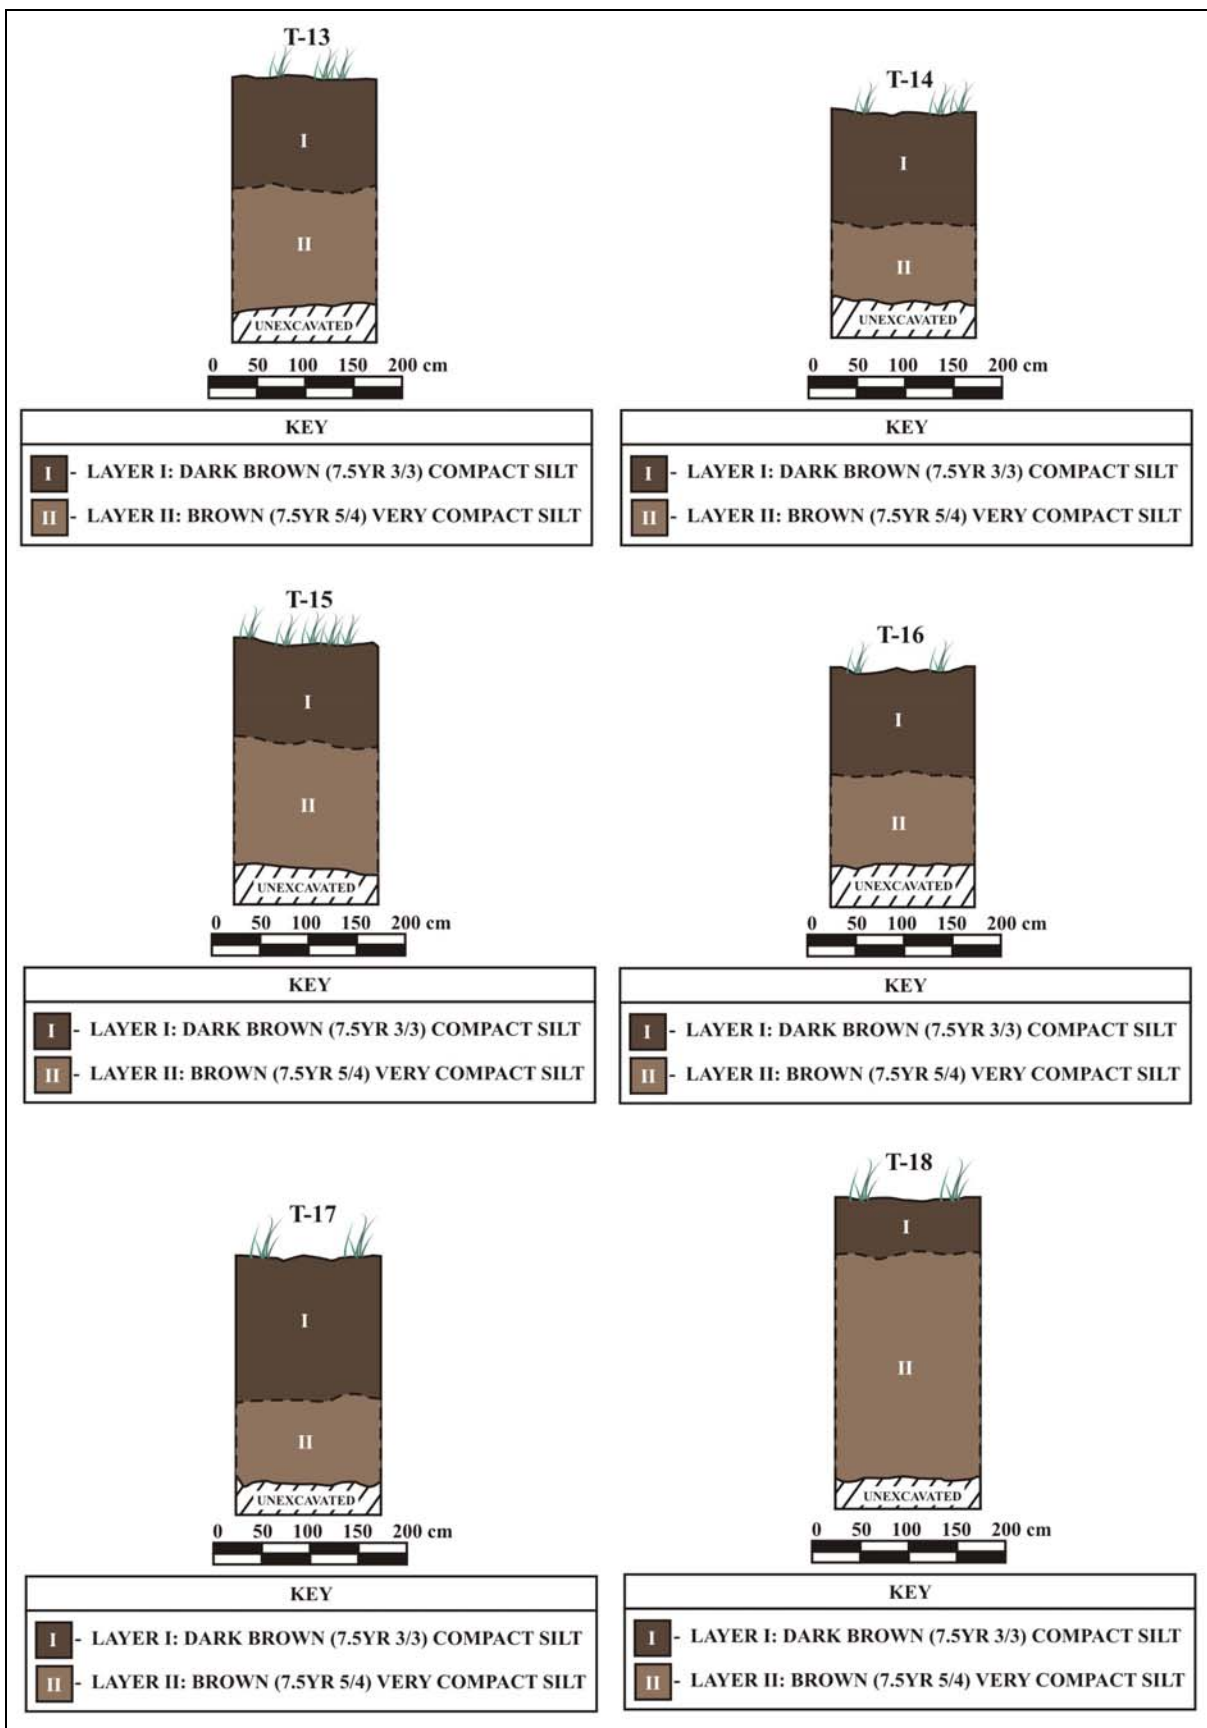 T-13
I
II
UNEXCAVATED
0 50 100 150 200 cm
KEY
I - LAYER I: DARK BROWN (7.5YR 3/3) COMPACT SILT
II - LAYER II: BROWN (7.5YR 5/4) VERY COMPACT SILT
T-14
I
II
UNEXCAVATED
0 50 100 150 200 cm
KEY
I - LAYER I: DARK BROWN (7.5YR 3/3) COMPACT SILT
II - LAYER II: BROWN (7.5YR 5/4) VERY COMPACT SILT
T-15
I
II
UNEXCAVATED
0 50 100 150 200 cm
KEY
I - LAYER I: DARK BROWN (7.5YR 3/3) COMPACT SILT
II - LAYER II: BROWN (7.5YR 5/4) VERY COMPACT SILT
T-16
I
II
UNEXCAVATED
0 50 100 150 200 cm
KEY
I - LAYER I: DARK BROWN (7.5YR 3/3) COMPACT SILT
II - LAYER II: BROWN (7.5YR 5/4) VERY COMPACT SILT
T-17
I
II
UNEXCAVATED
0 50 100 150 200 cm
KEY
I - LAYER I: DARK BROWN (7.5YR 3/3) COMPACT SILT
II - LAYER II: BROWN (7.5YR 5/4) VERY COMPACT SILT
T-18
I
II
UNEXCAVATED
0 50 100 150 200 cm
KEY
I - LAYER I: DARK BROWN (7.5YR 3/3) COMPACT SILT
II - LAYER II: BROWN (7.5YR 5/4) VERY COMPACT SILT